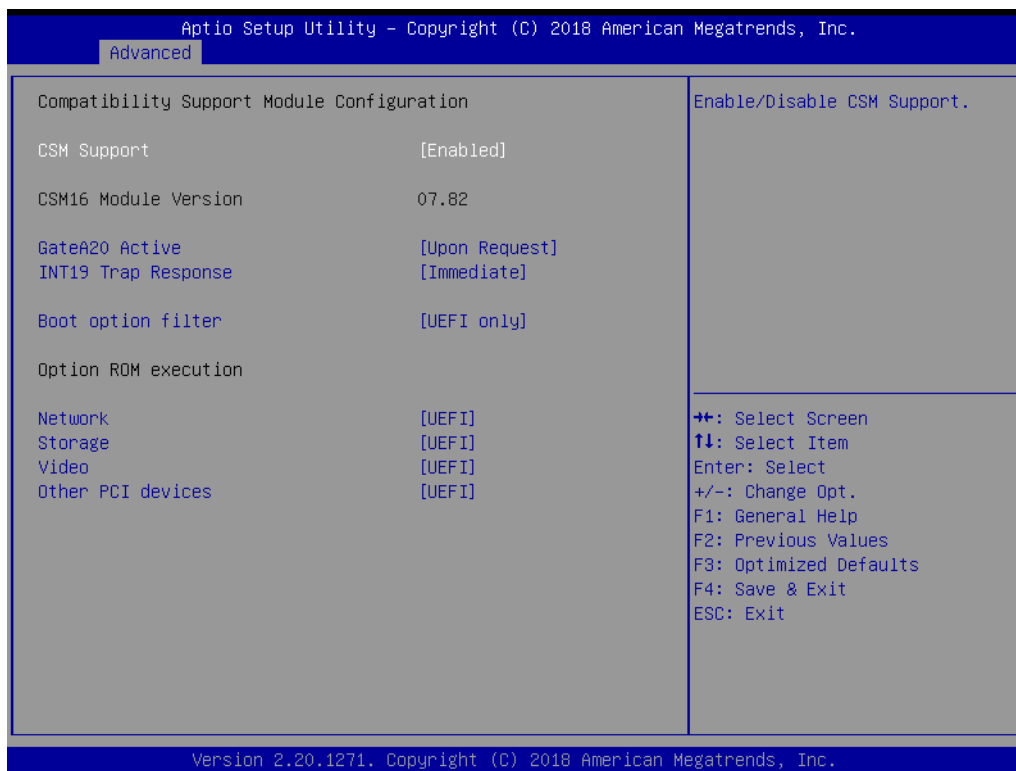 Aptio Setup Utility – Copyright (C) 2018 American Megatrends, Inc.
Advanced
Compatibility Support Module Configuration
CSM Support [Enabled]
CSM16 Module Version 07.82
GateA20 Active [Upon Request]
INT19 Trap Response [Immediate]
Boot option filter [UEFI only]
Option ROM execution
Network [UEFI]
Storage [UEFI]
Video [UEFI]
Other PCI devices [UEFI]
Enable/Disable CSM Support.
→←: Select Screen
↑↓: Select Item
Enter: Select
+/-: Change Opt.
F1: General Help
F2: Previous Values
F3: Optimized Defaults
F4: Save & Exit
ESC: Exit
Version 2.20.1271. Copyright (C) 2018 American Megatrends, Inc.